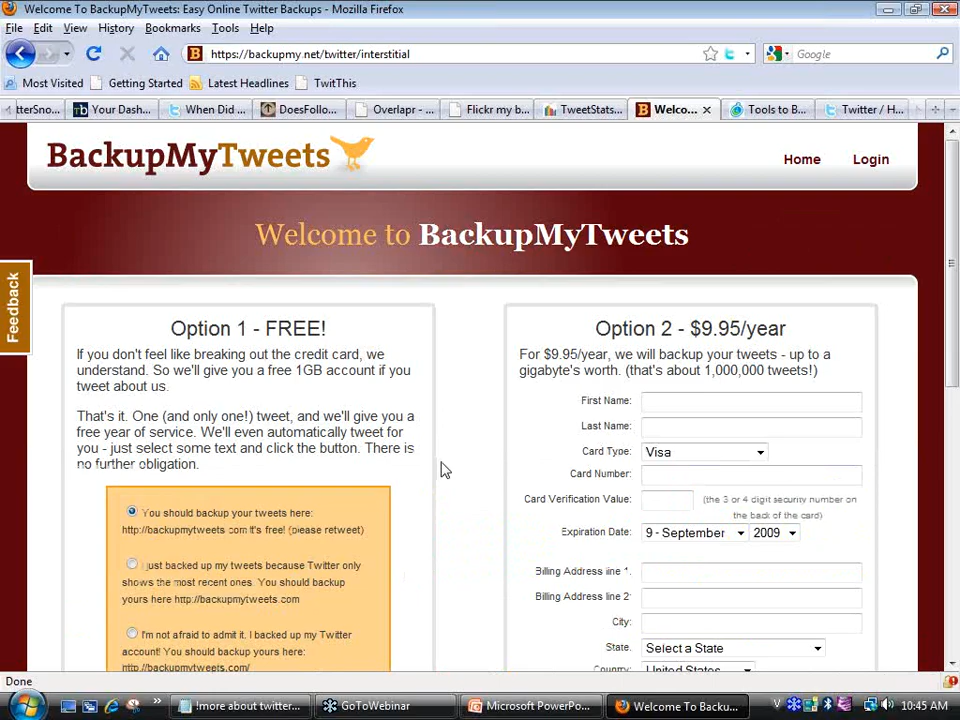 Welcome To BackupMyTweets: Easy Online Twitter Backups - Mozilla Firefox
File Edit View History Bookmarks Tools Help
https://backupmy.net/twitter/interstitial
Google
Most Visited Getting Started Latest Headlines TwitThis
tterSno... Your Dash... When Did ... DoesFollo... Overlapr - ... Flickr my b... TweetStats... Welco... Tools to B... Twitter / H...
BackupMyTweets
Home Login
Welcome to BackupMyTweets
Feedback
Option 1 - FREE!
If you don't feel like breaking out the credit card, we
understand. So we'll give you a free 1GB account if you
tweet about us.
That's it. One (and only one!) tweet, and we'll give you a
free year of service. We'll even automatically tweet for
you - just select some text and click the button. There is
no further obligation.
You should backup your tweets here:
http://backupmytweets.com It's free! (please retweet)
I just backed up my tweets because Twitter only
shows the most recent ones. You should backup
yours here http://backupmytweets.com
I'm not afraid to admit it. I backed up my Twitter
account! You should backup yours here:
http://backupmytweets.com/
Option 2 - $9.95/year
For $9.95/year, we will backup your tweets - up to a
gigabyte's worth. (that's about 1,000,000 tweets!)
First Name:
Last Name:
Card Type: Visa
Card Number:
Card Verification Value: (the 3 or 4 digit security number on
the back of the card)
Expiration Date: 9 - September 2009
Billing Address line 1:
Billing Address line 2:
City:
State: Select a State
Country: United States
Done
!more about twitter... GoToWebinar Microsoft PowerPo... Welcome To Backu... 10:45 AM